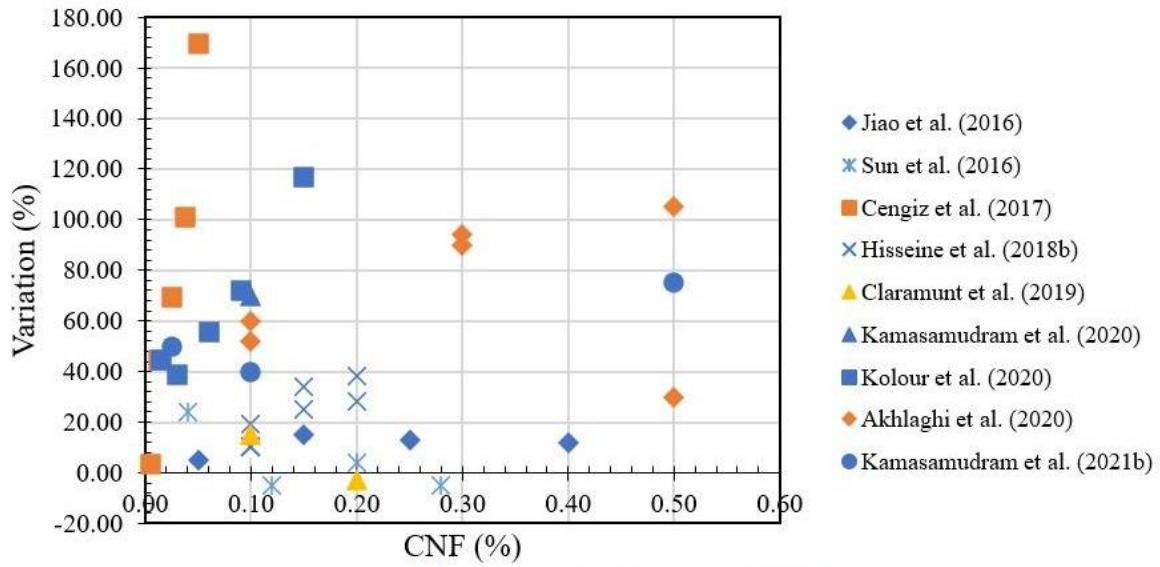 180.00
160.00
140.00
120.00
100.00
80.00
60.00
40.00
20.00
0.00
-20.00
Variation (%)
0.00 0.10 0.20 0.30 0.40 0.50 0.60
CNF (%)
Jiao et al. (2016)
Sun et al. (2016)
Cengiz et al. (2017)
Hisseine et al. (2018b)
Claramunt et al. (2019)
Kamasamudram et al. (2020)
Kolour et al. (2020)
Akhlaghi et al. (2020)
Kamasamudram et al. (2021b)